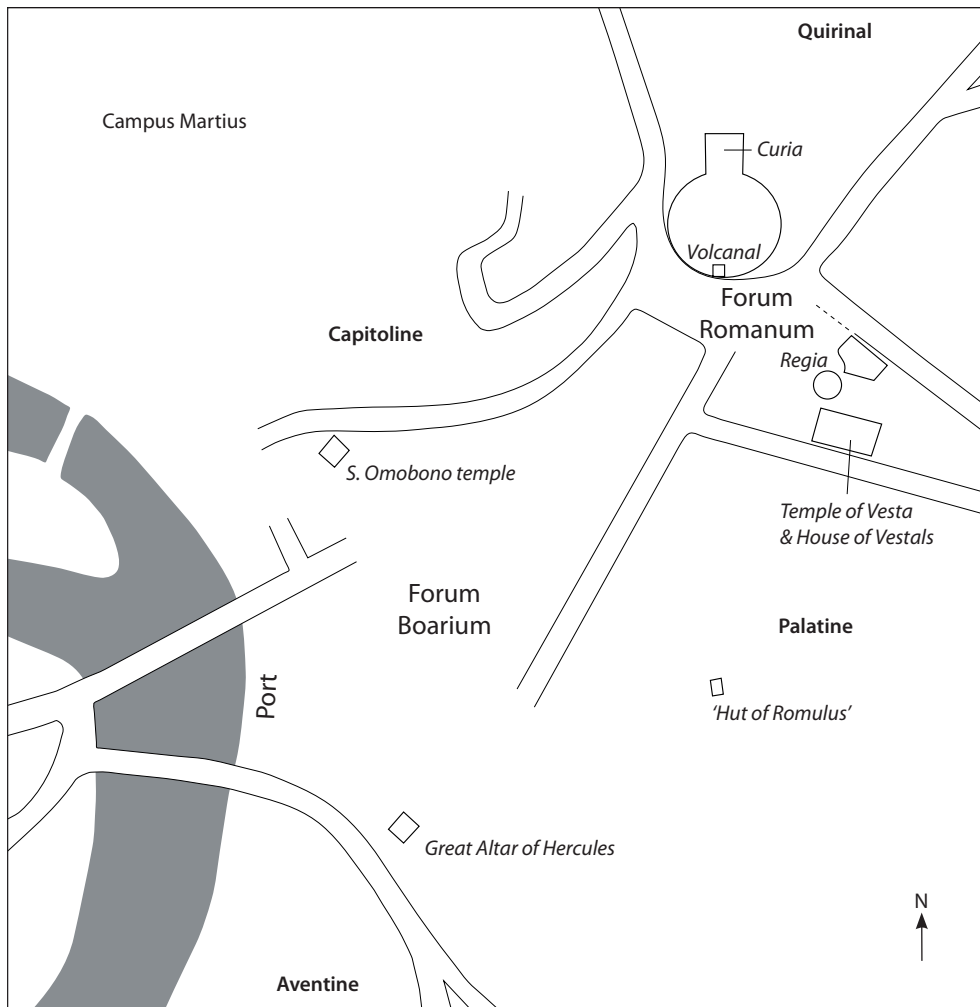 Quirinal
Campus Martius
Curia
Volcanal
Forum
Romanum
Capitoline
Regia
S. Omobono temple
Temple of Vesta
& House of Vestals
Forum
Boarium
Palatine
Port
‘Hut of Romulus’
Great Altar of Hercules
N
Aventine